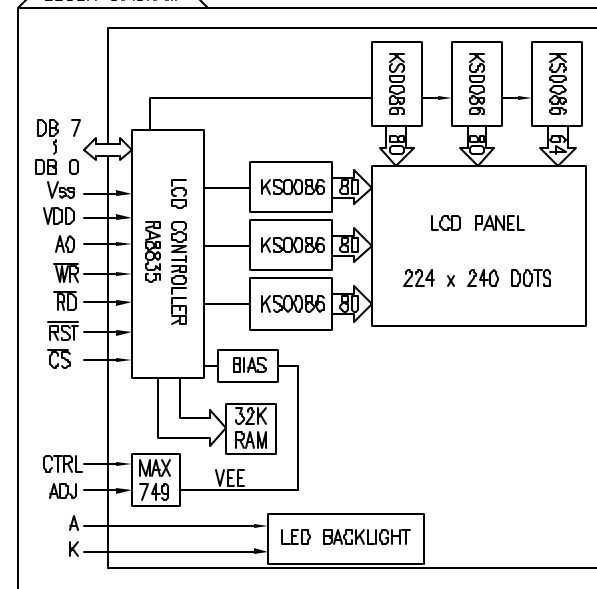 KS0086
KS0086
KS0086
80
80
64
DB 7
DB 0
Vss
VDD
A0
WR
RD
RST
CS
LCD CONTROLLER
RA8835
KS0086 80
KS0086 80
KS0086 80
LCD PANEL
224 x 240 DOTS
BIAS
32K
RAM
CTRL
ADJ
MAX
749
VEE
A
K
LED BACKLIGHT